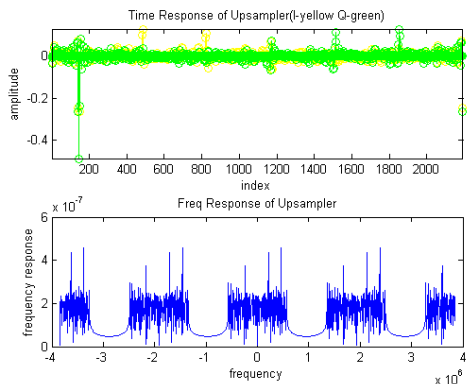 Time Response of Upsampler(I-yellow Q-green)
0
-0.2
-0.4
amplitude
200 400 600 800 1000 1200 1400 1600 1800 2000
index
x 10^-7
Freq Response of Upsampler
6
4
2
0
frequency response
-4 -3 -2 -1 0 1 2 3 4
frequency
x 10^6